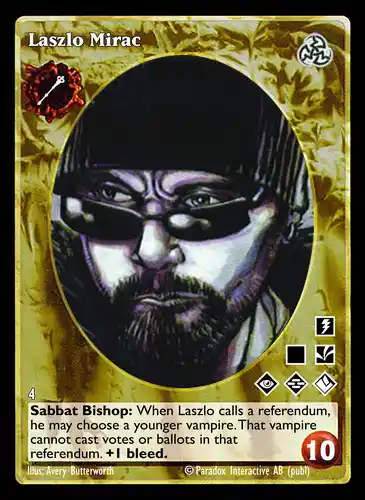 Laszlo Mirac
4
Sabbat Bishop: When Laszlo calls a referendum,
he may choose a younger vampire. That vampire
cannot cast votes or ballots in that
referendum. +1 bleed.
10
Illus: Avery Butterworth
© Paradox Interactive AB (publ)